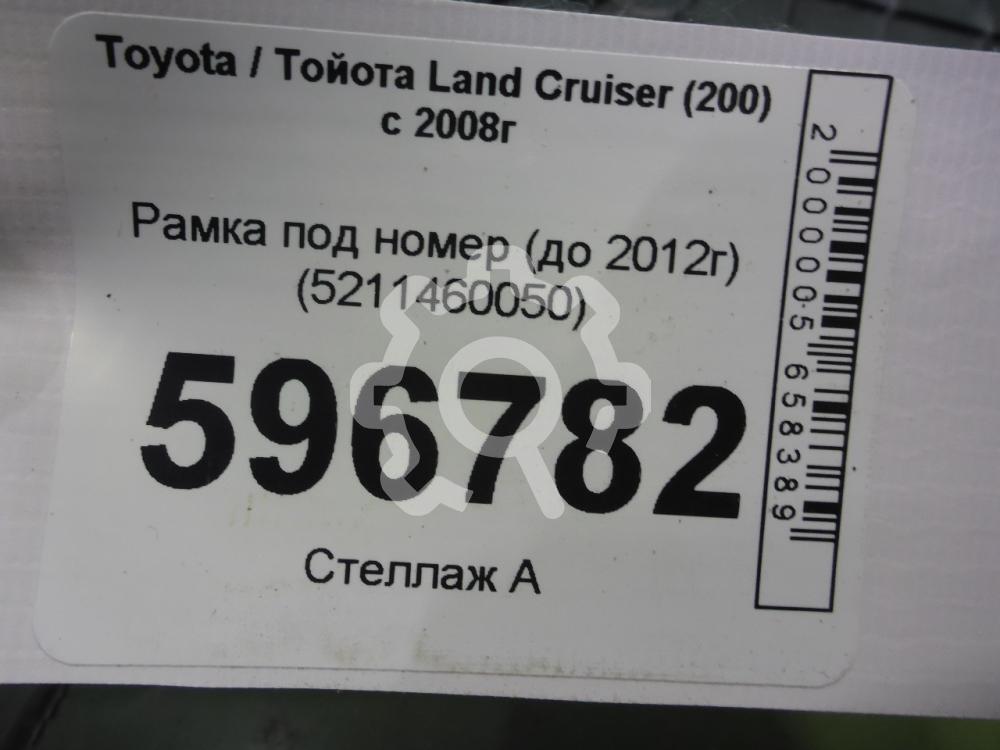 Toyota / Тойота Land Cruiser (200)
с 2008г
Рамка под номер (до 2012г)
(5211460050)
596782
Стеллаж А
2 000005 658389